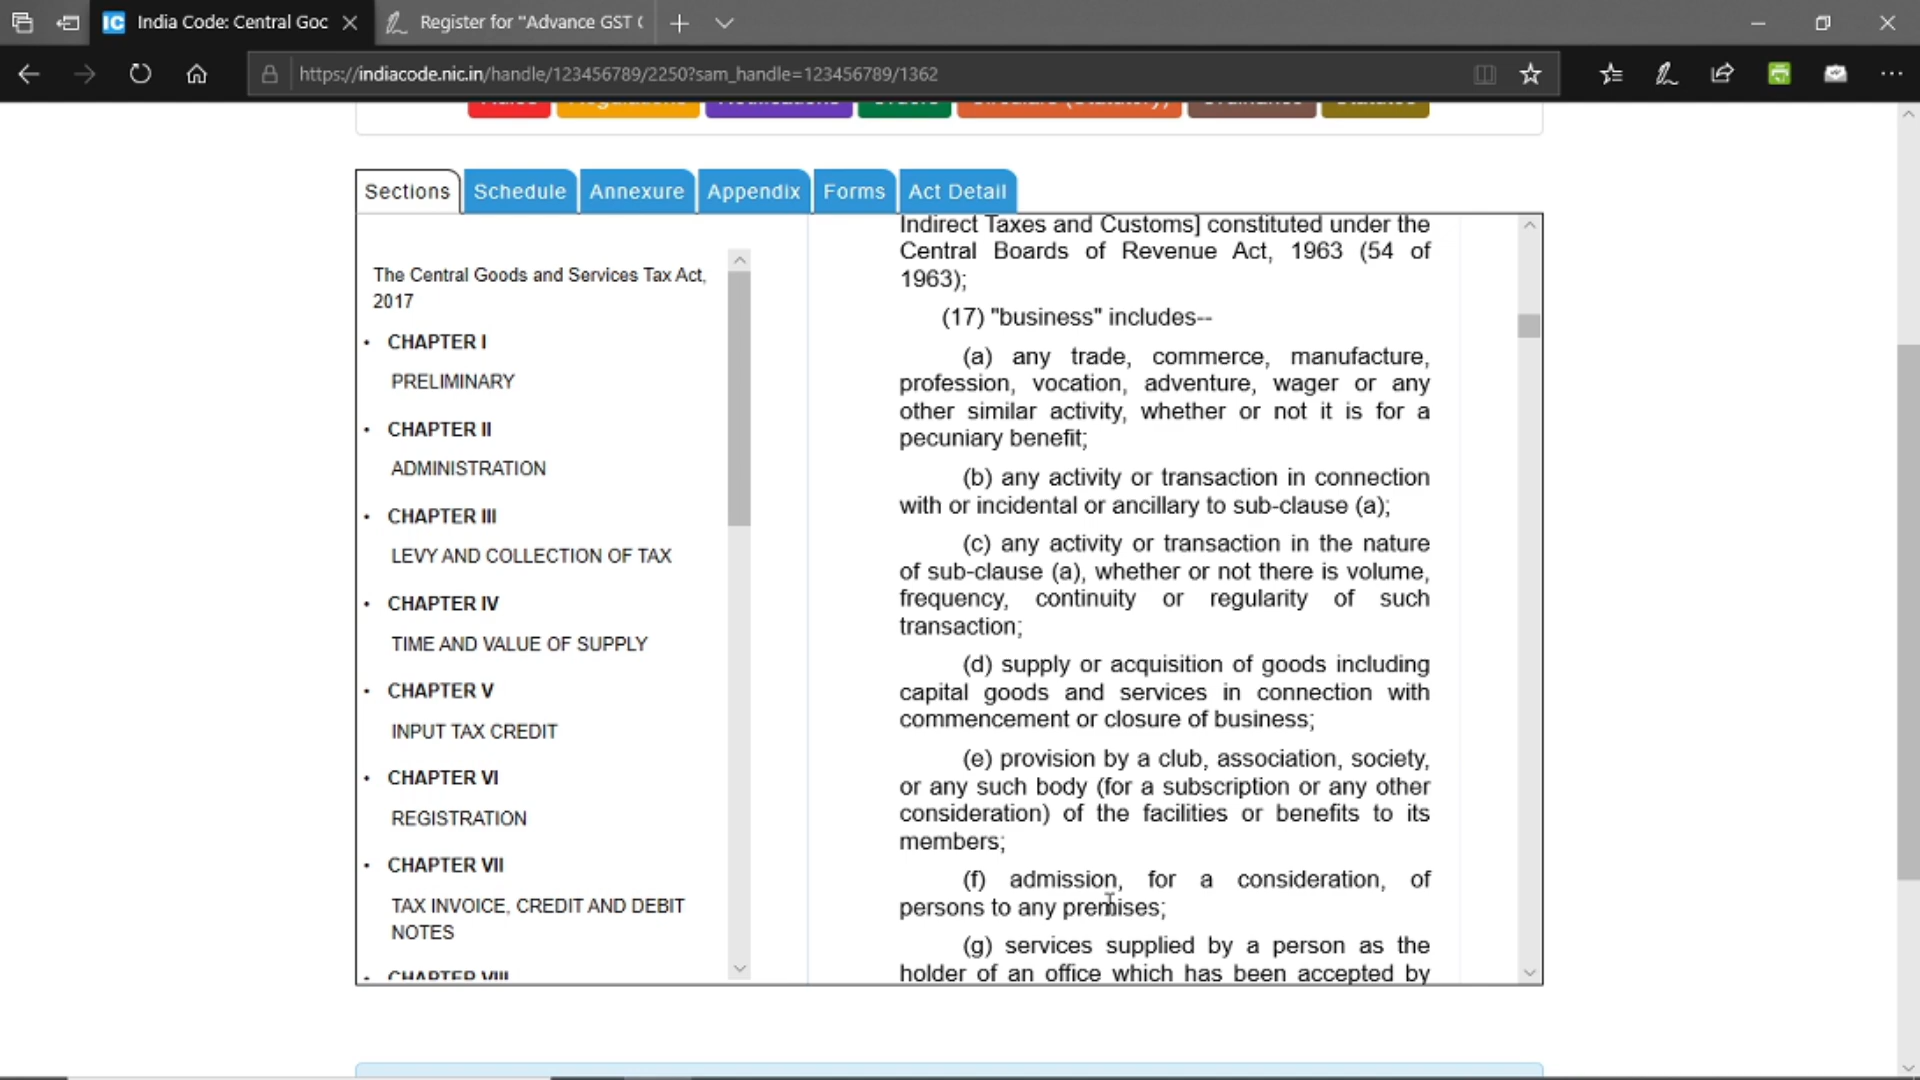 India Code: Central Goc
Register for "Advance GST C
https://indiacode.nic.in/handle/123456789/2250?sam_handle=123456789/1362
Rules Regulations Notifications Orders Circulars (Statutory) Ordinance Statutes
Sections Schedule Annexure Appendix Forms Act Detail
The Central Goods and Services Tax Act,
2017
• CHAPTER I
PRELIMINARY
• CHAPTER II
ADMINISTRATION
• CHAPTER III
LEVY AND COLLECTION OF TAX
• CHAPTER IV
TIME AND VALUE OF SUPPLY
• CHAPTER V
INPUT TAX CREDIT
• CHAPTER VI
REGISTRATION
• CHAPTER VII
TAX INVOICE, CREDIT AND DEBIT
NOTES
• CHAPTER VIII
Indirect Taxes and Customs] constituted under the
Central Boards of Revenue Act, 1963 (54 of
1963);
(17) "business" includes--
(a) any trade, commerce, manufacture,
profession, vocation, adventure, wager or any
other similar activity, whether or not it is for a
pecuniary benefit;
(b) any activity or transaction in connection
with or incidental or ancillary to sub-clause (a);
(c) any activity or transaction in the nature
of sub-clause (a), whether or not there is volume,
frequency, continuity or regularity of such
transaction;
(d) supply or acquisition of goods including
capital goods and services in connection with
commencement or closure of business;
(e) provision by a club, association, society,
or any such body (for a subscription or any other
consideration) of the facilities or benefits to its
members;
(f) admission, for a consideration, of
persons to any premises;
(g) services supplied by a person as the
holder of an office which has been accepted by